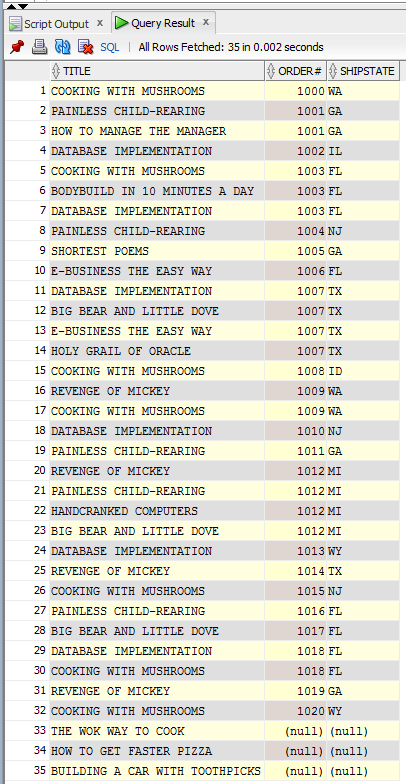 Script Output × Query Result ×
SQL | All Rows Fetched: 35 in 0.002 seconds
TITLE ORDER# SHIPSTATE
1 COOKING WITH MUSHROOMS 1000 WA
2 PAINLESS CHILD-REARING 1001 GA
3 HOW TO MANAGE THE MANAGER 1001 GA
4 DATABASE IMPLEMENTATION 1002 IL
5 COOKING WITH MUSHROOMS 1003 FL
6 BODYBUILD IN 10 MINUTES A DAY 1003 FL
7 DATABASE IMPLEMENTATION 1003 FL
8 PAINLESS CHILD-REARING 1004 NJ
9 SHORTEST POEMS 1005 GA
10 E-BUSINESS THE EASY WAY 1006 FL
11 DATABASE IMPLEMENTATION 1007 TX
12 BIG BEAR AND LITTLE DOVE 1007 TX
13 E-BUSINESS THE EASY WAY 1007 TX
14 HOLY GRAIL OF ORACLE 1007 TX
15 COOKING WITH MUSHROOMS 1008 ID
16 REVENGE OF MICKEY 1009 WA
17 COOKING WITH MUSHROOMS 1009 WA
18 DATABASE IMPLEMENTATION 1010 NJ
19 PAINLESS CHILD-REARING 1011 GA
20 REVENGE OF MICKEY 1012 MI
21 PAINLESS CHILD-REARING 1012 MI
22 HANDCRANKED COMPUTERS 1012 MI
23 BIG BEAR AND LITTLE DOVE 1012 MI
24 DATABASE IMPLEMENTATION 1013 WY
25 REVENGE OF MICKEY 1014 TX
26 COOKING WITH MUSHROOMS 1015 NJ
27 PAINLESS CHILD-REARING 1016 FL
28 BIG BEAR AND LITTLE DOVE 1017 FL
29 DATABASE IMPLEMENTATION 1018 FL
30 COOKING WITH MUSHROOMS 1018 FL
31 REVENGE OF MICKEY 1019 GA
32 COOKING WITH MUSHROOMS 1020 WY
33 THE WOK WAY TO COOK (null) (null)
34 HOW TO GET FASTER PIZZA (null) (null)
35 BUILDING A CAR WITH TOOTHPICKS (null) (null)